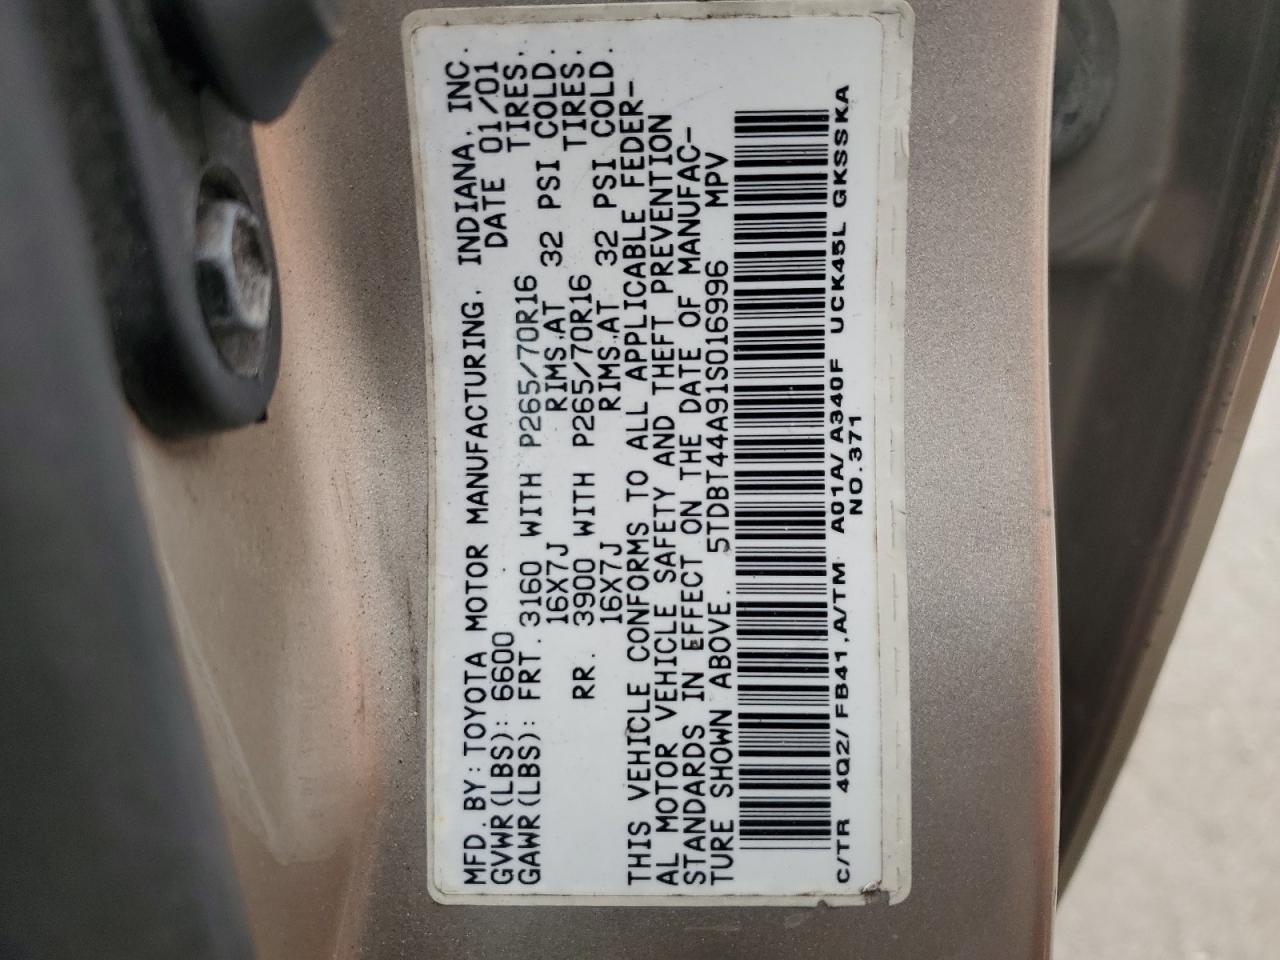 MFD. BY: TOYOTA MOTOR MANUFACTURING, INDIANA, INC.
GVWR(LBS): 6600 DATE 01/01
GAWR(LBS): FRT. 3160 WITH P265/70R16 TIRES.
16X7J RIMS.AT 32 PSI COLD.
RR. 3900 WITH P265/70R16 TIRES.
16X7J RIMS.AT 32 PSI COLD.
THIS VEHICLE CONFORMS TO ALL APPLICABLE FEDER-
AL MOTOR VEHICLE SAFETY AND THEFT PREVENTION
STANDARDS IN EFFECT ON THE DATE OF MANUFAC-
TURE SHOWN ABOVE. 5TDBT44A91S016996 MPV
C/TR 4Q2/ FB41,A/TM A01A/A340F UCK45L GKSSKA
NO.371